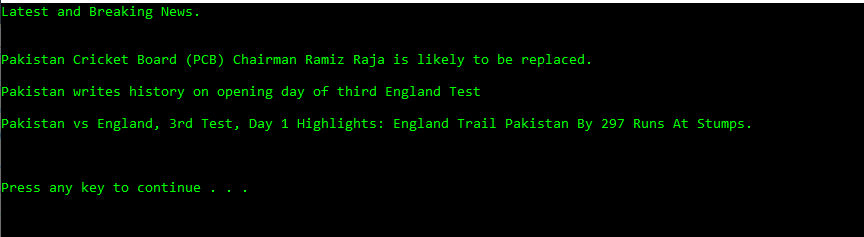 Latest and Breaking News.
Pakistan Cricket Board (PCB) Chairman Ramiz Raja is likely to be replaced.
Pakistan writes history on opening day of third England Test
Pakistan vs England, 3rd Test, Day 1 Highlights: England Trail Pakistan By 297 Runs At Stumps.
Press any key to continue . . .